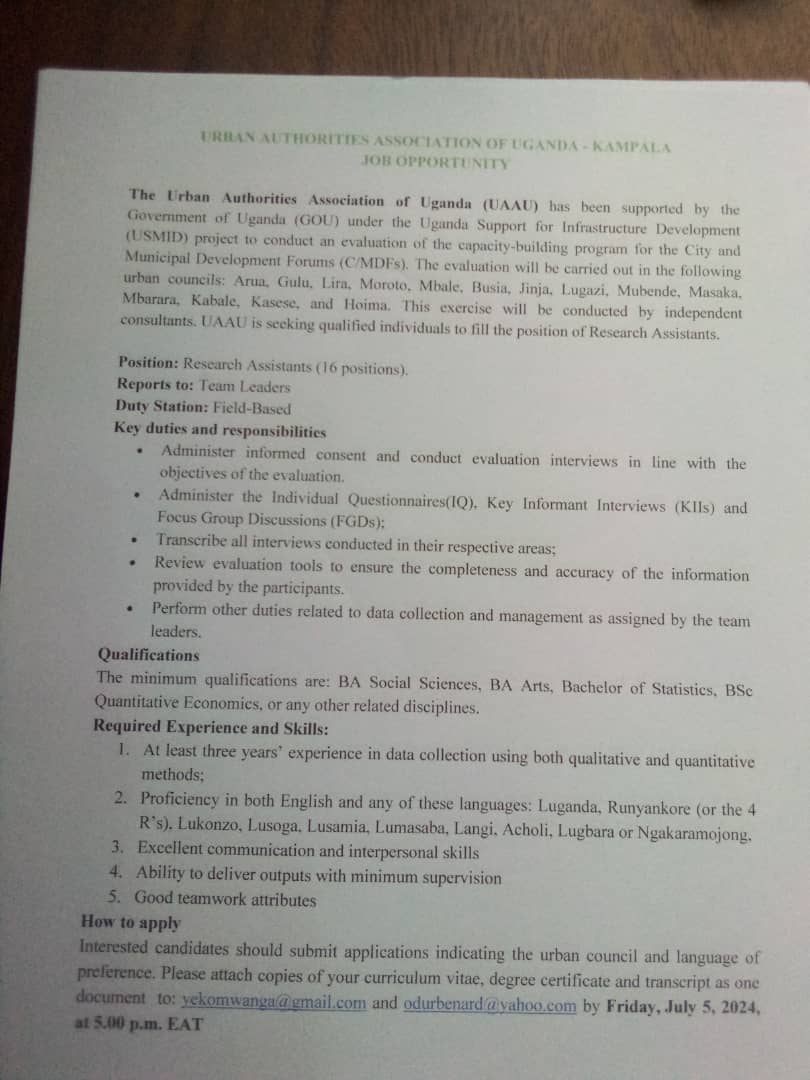 URBAN AUTHORITIES ASSOCIATION OF UGANDA - KAMPALA
JOB OPPORTUNITY
The Urban Authorities Association of Uganda (UAAU) has been supported by the
Government of Uganda (GOU) under the Uganda Support for Infrastructure Development
(USMID) project to conduct an evaluation of the capacity-building program for the City and
Municipal Development Forums (C/MDFs). The evaluation will be carried out in the following
urban councils: Arua, Gulu, Lira, Moroto, Mbale, Busia, Jinja, Lugazi, Mubende, Masaka,
Mbarara, Kabale, Kasese, and Hoima. This exercise will be conducted by independent
consultants. UAAU is seeking qualified individuals to fill the position of Research Assistants.
Position: Research Assistants (16 positions).
Reports to: Team Leaders
Duty Station: Field-Based
Key duties and responsibilities
• Administer informed consent and conduct evaluation interviews in line with the
objectives of the evaluation.
• Administer the Individual Questionnaires(IQ), Key Informant Interviews (KIIs) and
Focus Group Discussions (FGDs);
• Transcribe all interviews conducted in their respective areas;
• Review evaluation tools to ensure the completeness and accuracy of the information
provided by the participants.
• Perform other duties related to data collection and management as assigned by the team
leaders.
Qualifications
The minimum qualifications are: BA Social Sciences, BA Arts, Bachelor of Statistics, BSc
Quantitative Economics, or any other related disciplines.
Required Experience and Skills:
1. At least three years' experience in data collection using both qualitative and quantitative
methods;
2. Proficiency in both English and any of these languages: Luganda, Runyankore (or the 4
R's), Lukonzo, Lusoga, Lusamia, Lumasaba, Langi, Acholi, Lugbara or Ngakaramojong.
3. Excellent communication and interpersonal skills
4. Ability to deliver outputs with minimum supervision
5. Good teamwork attributes
How to apply
Interested candidates should submit applications indicating the urban council and language of
preference. Please attach copies of your curriculum vitae, degree certificate and transcript as one
document to: yekomwanga@gmail.com and odurbenard@yahoo.com by Friday, July 5, 2024,
at 5.00 p.m. EAT